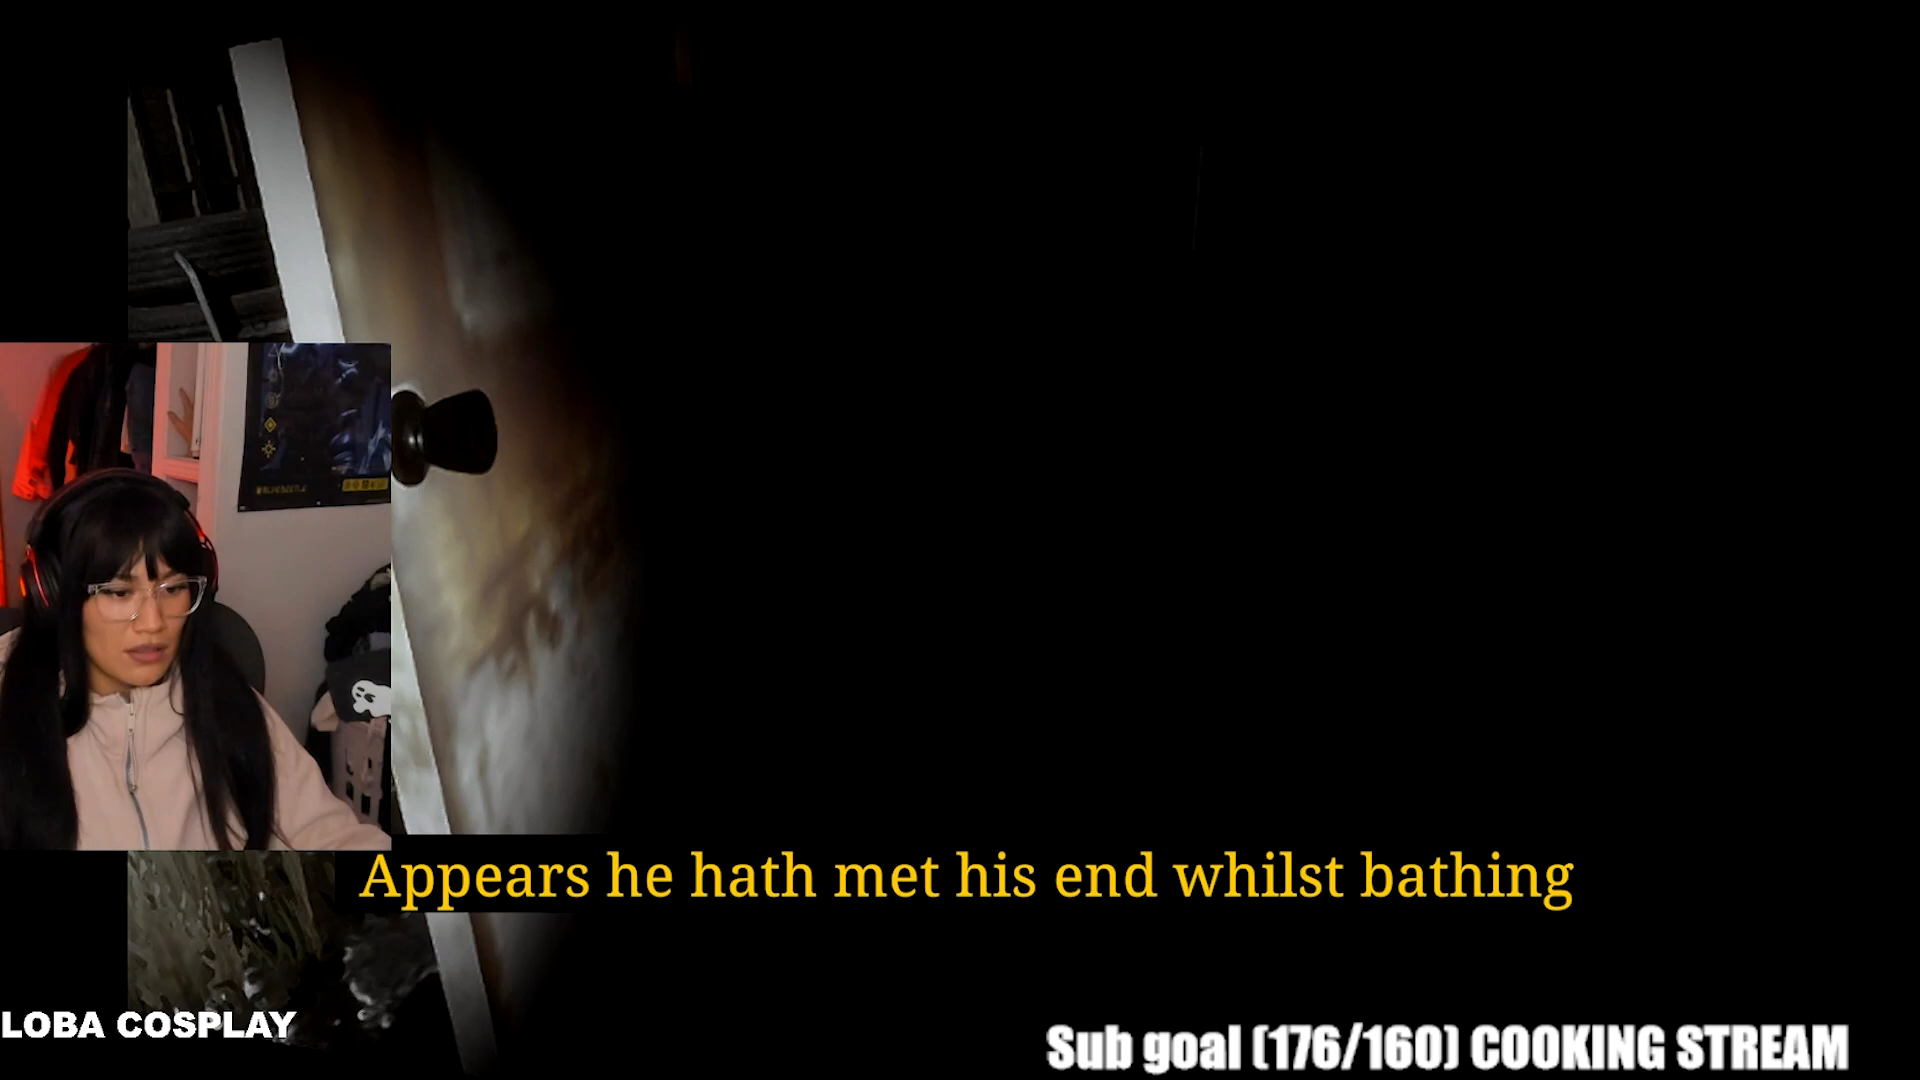 Appears he hath met his end whilst bathing
LOBA COSPLAY
Sub goal (176/160) COOKING STREAM